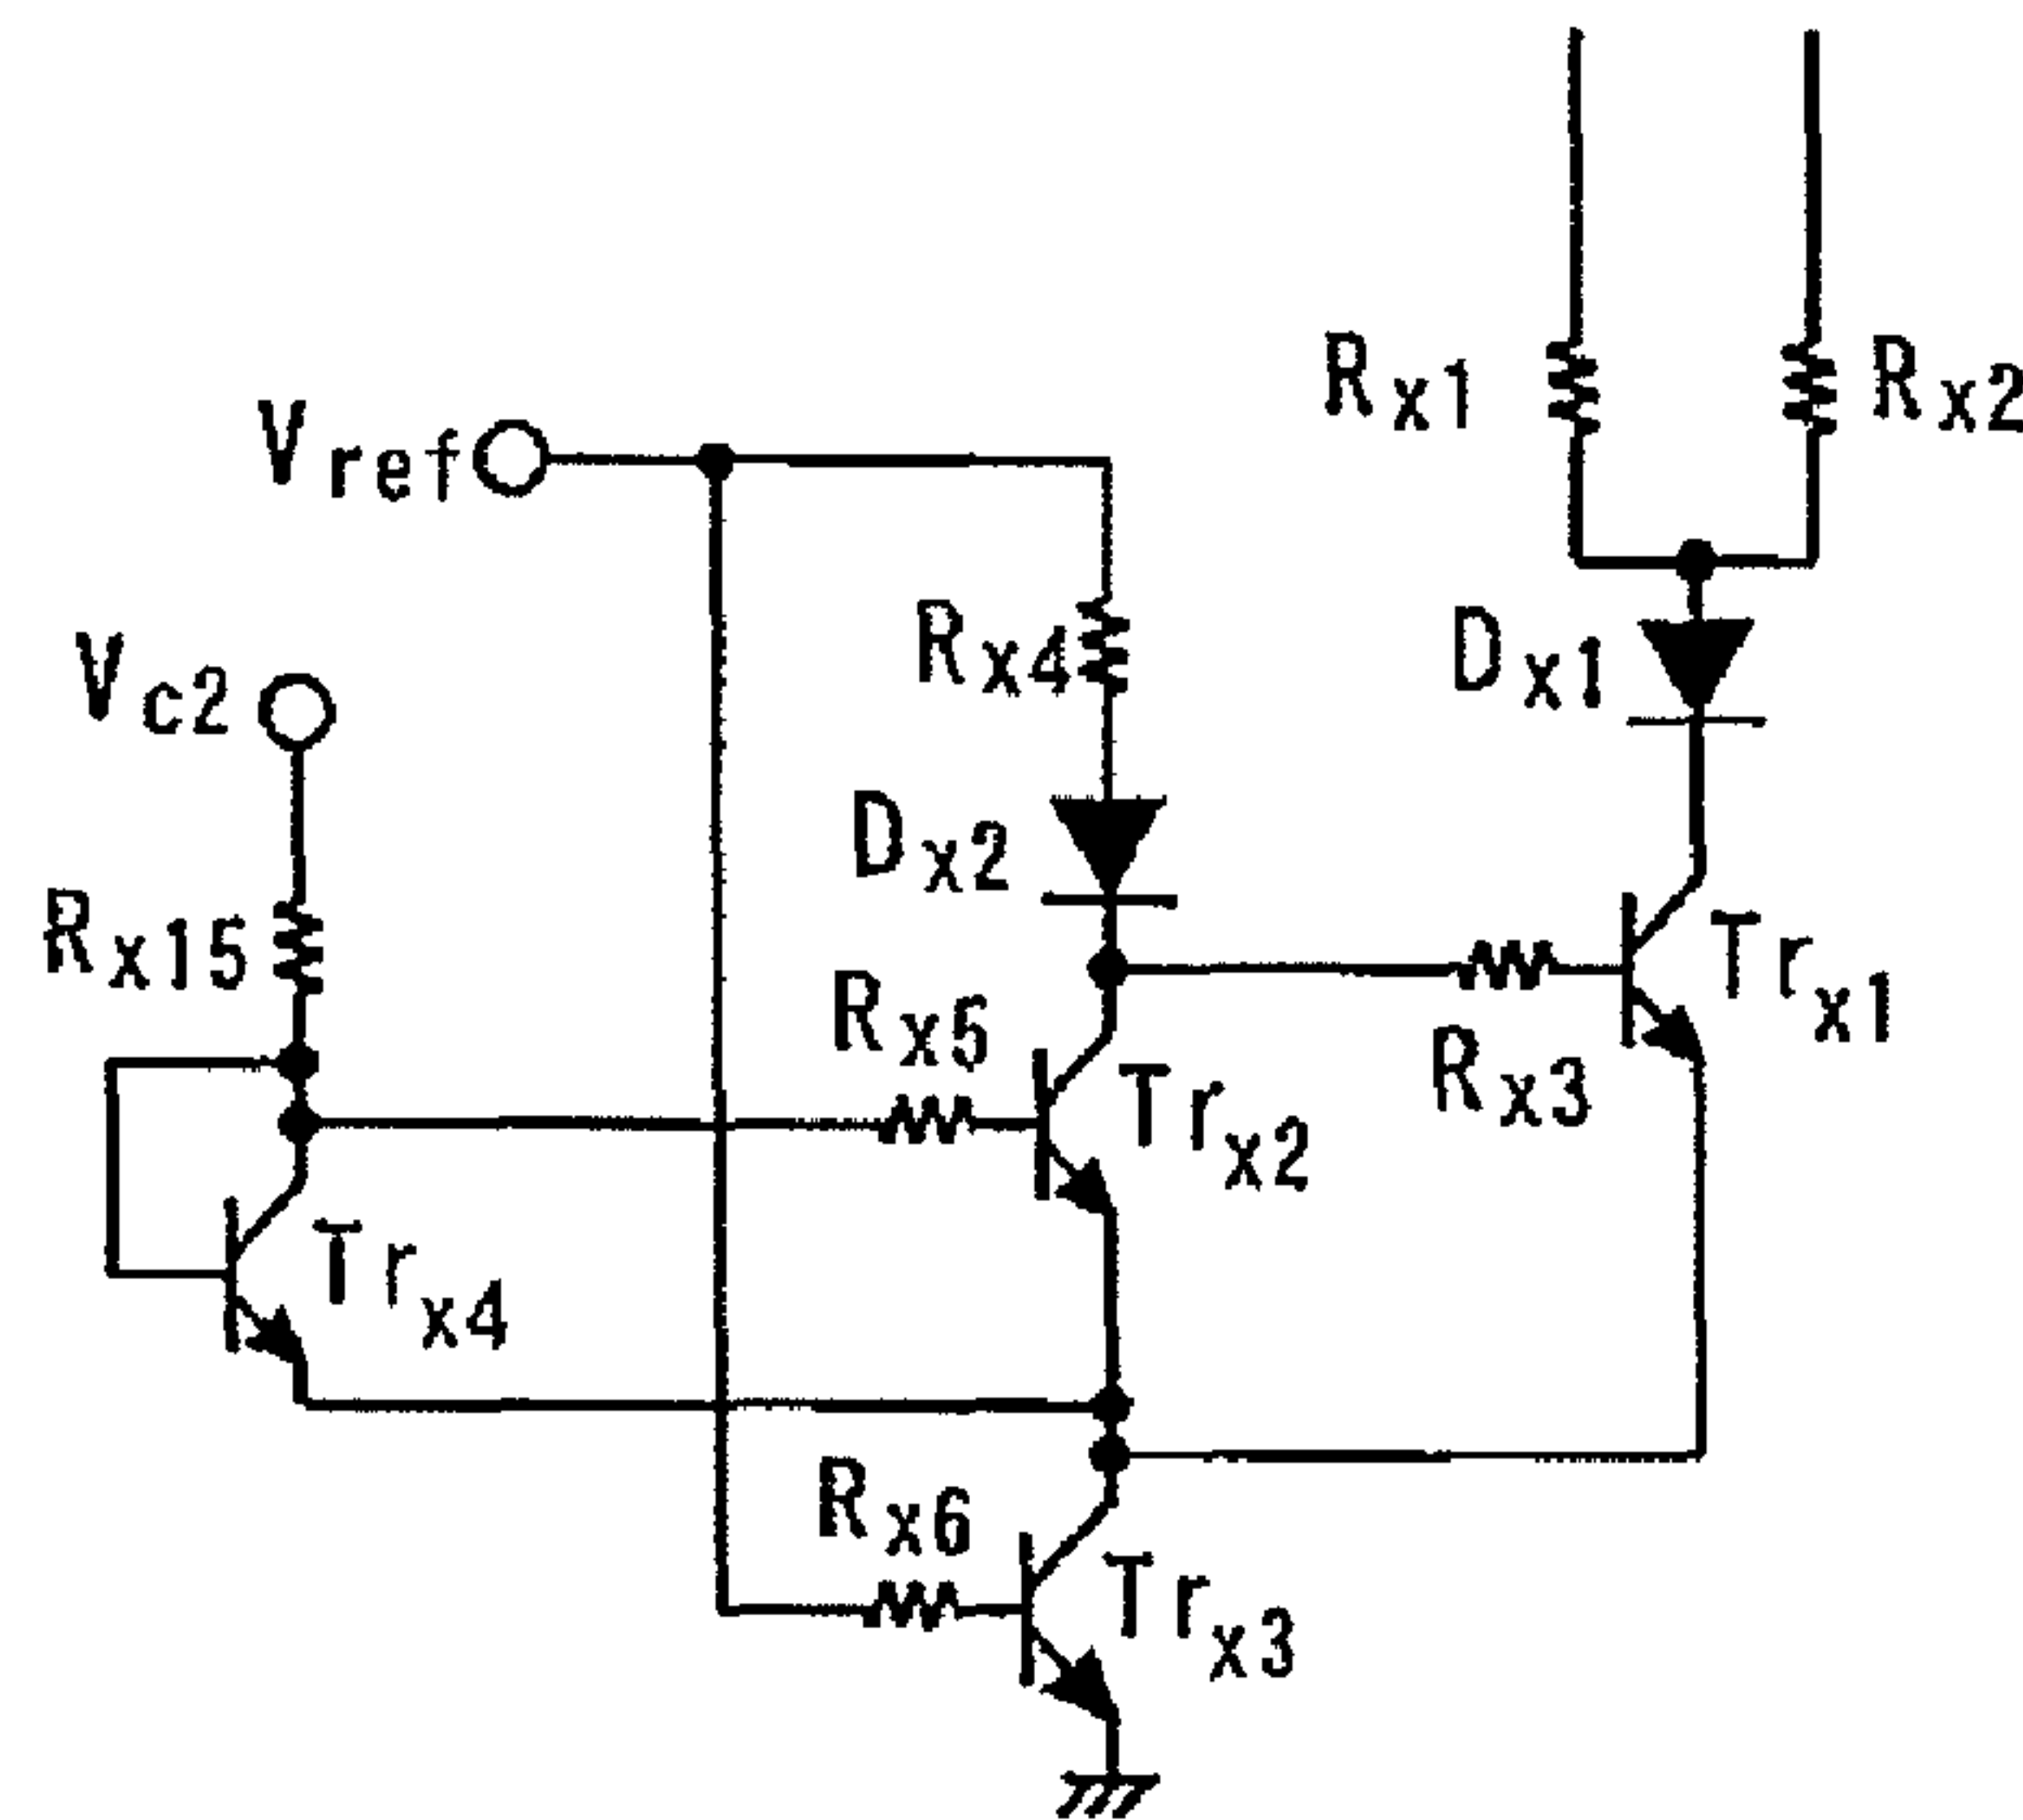 Rx1
Rx2
Vref
Rx4
Dx1
Vc2
Dx2
Rx15
Trx1
Rx5
Rx3
Trx2
Trx4
Rx6
Trx3